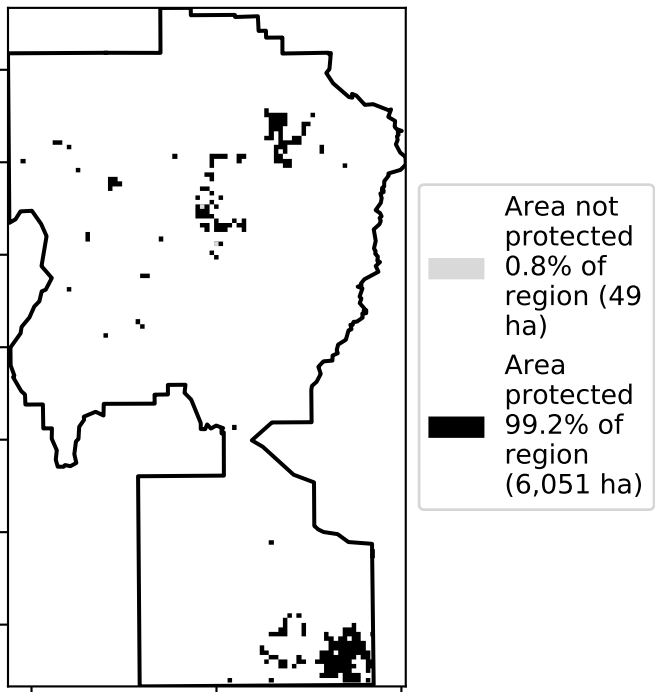 Area not
protected
0.8% of
region (49
ha)
Area
protected
99.2% of
region
(6,051 ha)